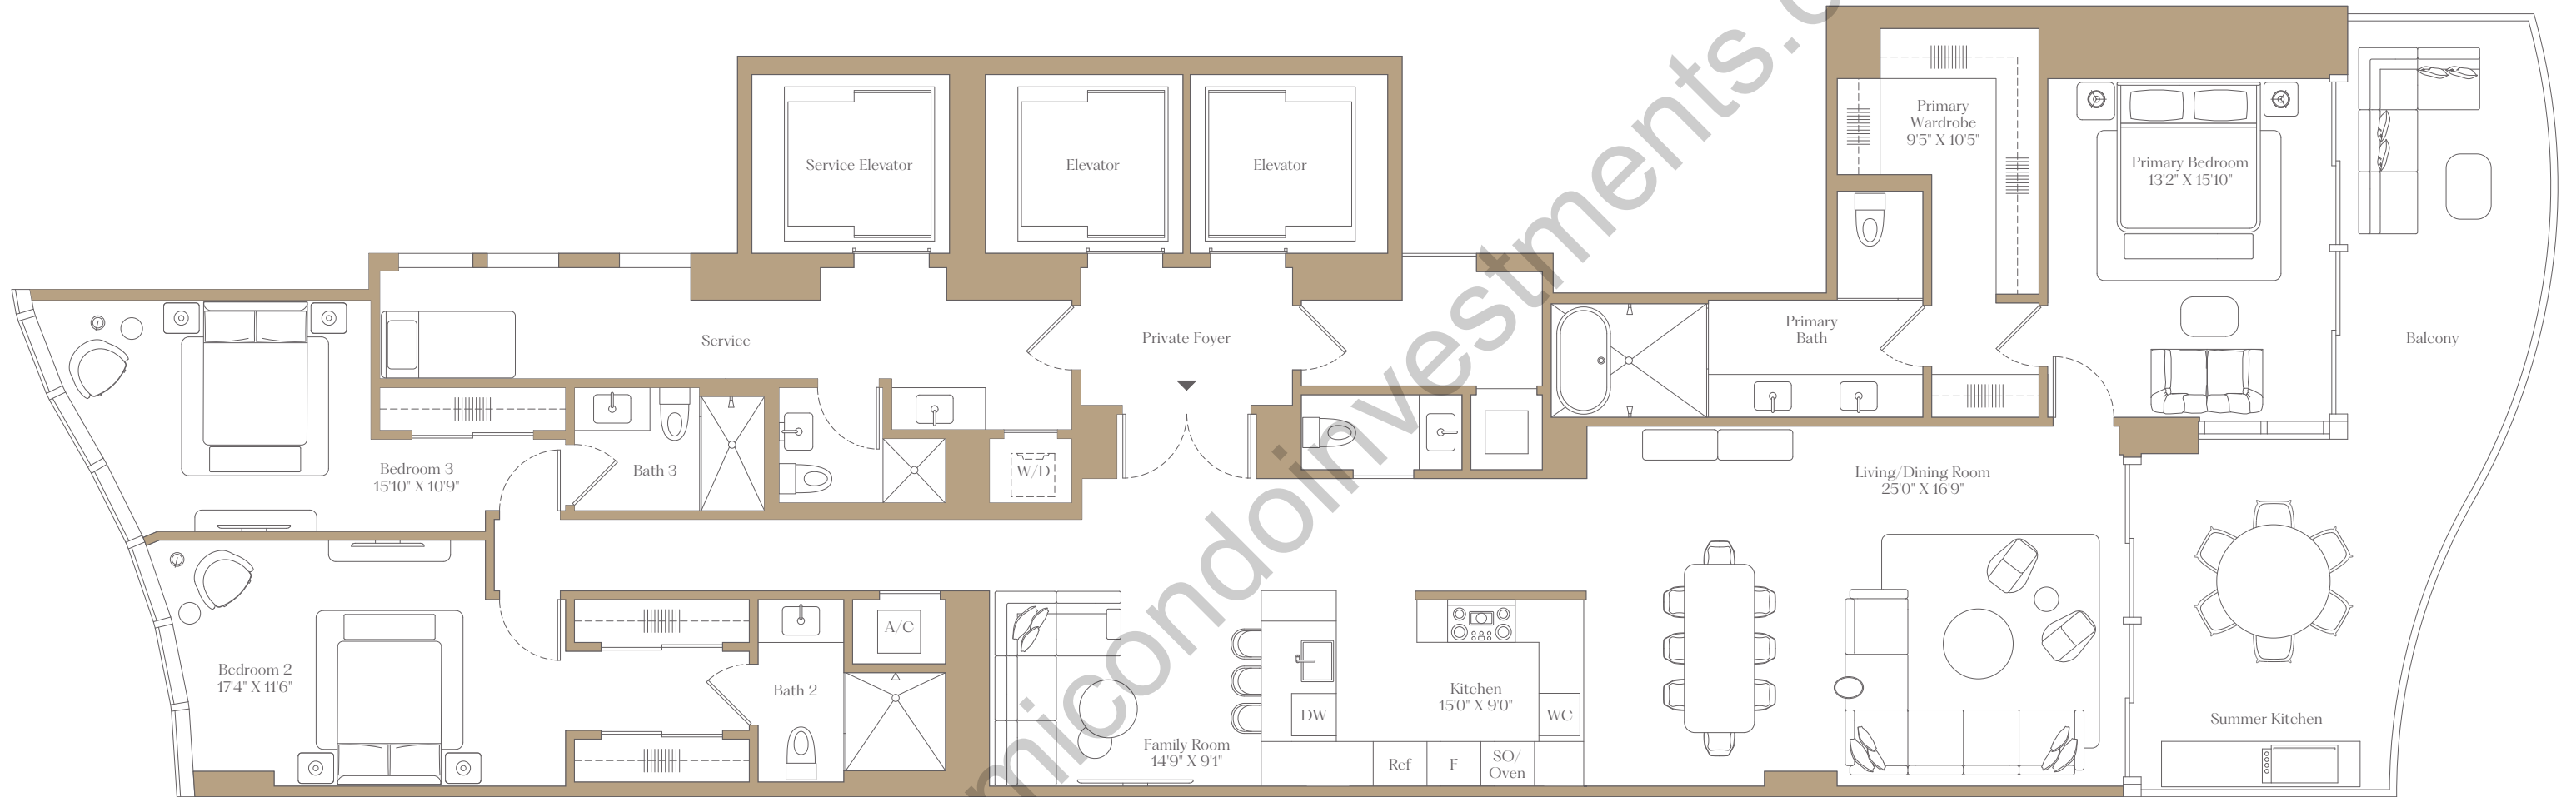 Service Elevator
Elevator
Elevator
Primary
Wardrobe
9'5" X 10'5"
Primary Bedroom
13'2" X 15'10"
Service
Private Foyer
Primary
Bath
Balcony
Bedroom 3
15'10" X 10'9"
Bath 3
W/D
Living/Dining Room
25'0" X 16'9"
Bedroom 2
17'4" X 11'6"
A/C
Bath 2
Kitchen
15'0" X 9'0"
DW
WC
Family Room
14'9" X 9'1"
Ref
F
SO/
Oven
Summer Kitchen
micondoinvestments.c